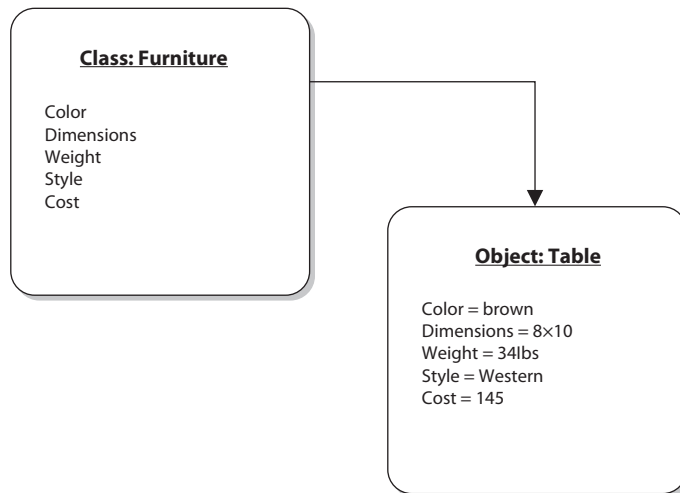 Class: Furniture
Color
Dimensions
Weight
Style
Cost
Object: Table
Color = brown
Dimensions = 8×10
Weight = 34lbs
Style = Western
Cost = 145